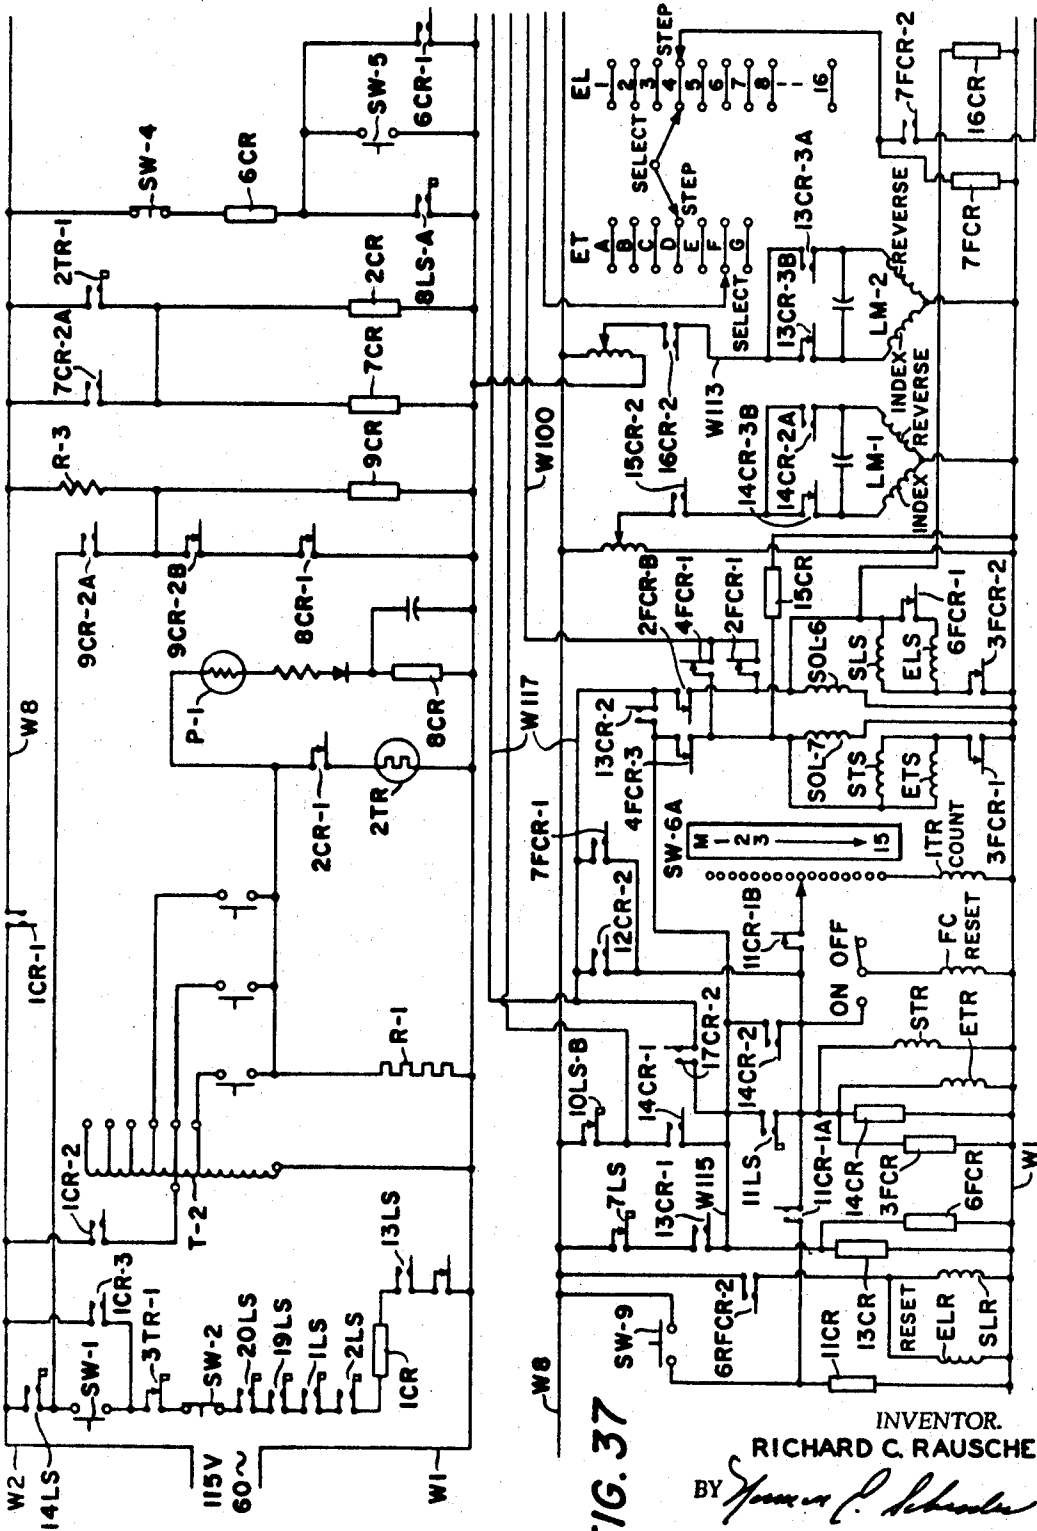 W2
14LS
115V
60~
W1
SW-1
3TR-1
SW-2
20LS
19LS
1LS
2LS
1CR
13LS
1CR-3
1CR-2
T-2
1CR-1
W8
R-1
2CR-1
2TR
P-1
8CR
9CR-2A
9CR-2B
8CR-1
R-3
9CR
7CR-2A
7CR
2TR-1
2CR
SW-4
6CR
8LS-A
SW-5
6CR-1
W8
SW-9
6RFCR-2
11CR
13CR
RESET
ELR
SLR
7LS
13CR-1
W115
6FCR
11CR-1A
3FCR
14CR
11LS
10LS-B
14CR-1
17CR-2
14CR-2
STR
ETR
ON OFF
FC
RESET
W1
12CR-2
7FCR-1
11CR-1B
SW-6A
M 1 2 3 15
1TR
COUNT
3FCR-1
W117
13CR-2
4FCR-3
2FCR-B
4FCR-1
2FCR-1
SOL-7
STS
ETS
SOL-6
SLS
ELS
6FCR-1
3FCR-2
15CR
W100
15CR-2
16CR-2
W113
14CR-3B
14CR-2A
LM-1
INDEX
REVERSE
13CR-3B
13CR-3A
LM-2
INDEX
REVERSE
ET
A
B
C
D
E
F
G
SELECT
STEP
EL
1
2
3
4
5
6
7
8
16
SELECT
STEP
7FCR
7FCR-2
16CR
FIG. 37
INVENTOR.
RICHARD C. RAUSCHE
BY